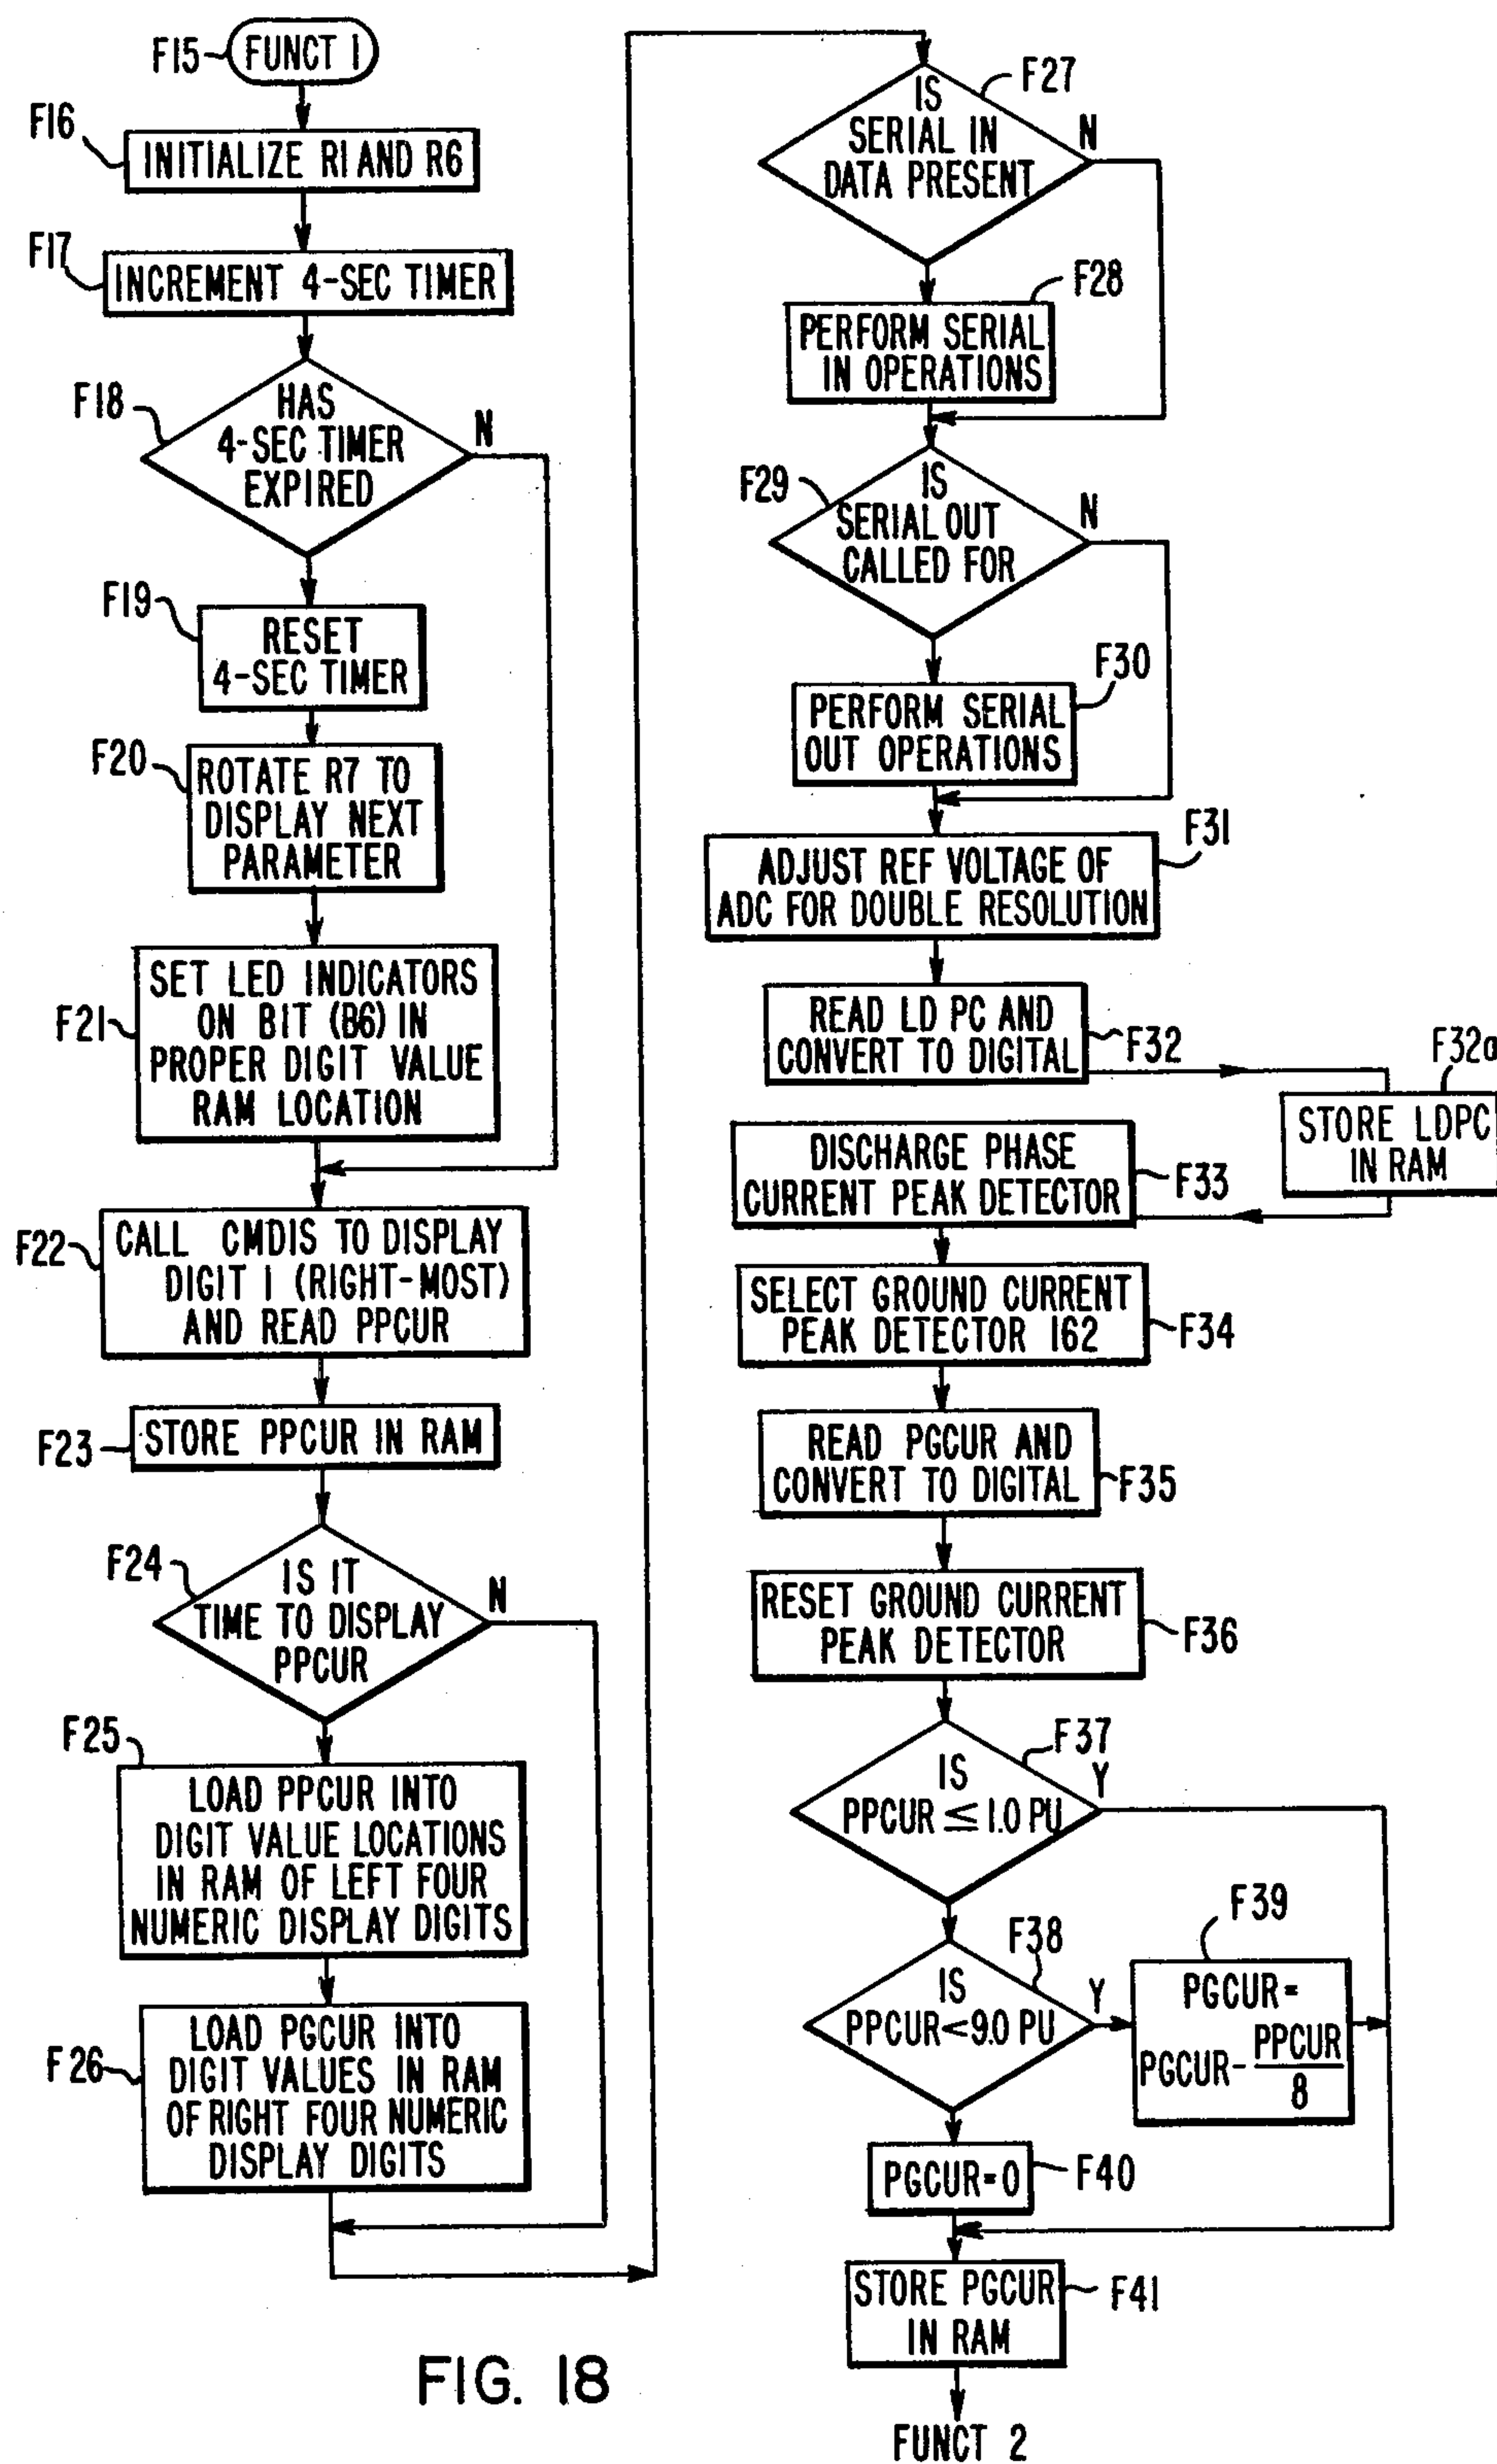 F15
FUNCT 1
F16
INITIALIZE R1 AND R6
F17
INCREMENT 4-SEC TIMER
F18
HAS
4-SEC TIMER
EXPIRED
N
F19
RESET
4-SEC TIMER
F20
ROTATE R7 TO
DISPLAY NEXT
PARAMETER
F21
SET LED INDICATORS
ON BIT (B6) IN
PROPER DIGIT VALUE
RAM LOCATION
F22
CALL CMDIS TO DISPLAY
DIGIT 1 (RIGHT-MOST)
AND READ PPCUR
F23
STORE PPCUR IN RAM
F24
IS IT
TIME TO DISPLAY
PPCUR
N
F25
LOAD PPCUR INTO
DIGIT VALUE LOCATIONS
IN RAM OF LEFT FOUR
NUMERIC DISPLAY DIGITS
F26
LOAD PGCUR INTO
DIGIT VALUES IN RAM
OF RIGHT FOUR NUMERIC
DISPLAY DIGITS
F27
IS
SERIAL IN
DATA PRESENT
N
F28
PERFORM SERIAL
IN OPERATIONS
F29
IS
SERIAL OUT
CALLED FOR
N
F30
PERFORM SERIAL
OUT OPERATIONS
F31
ADJUST REF VOLTAGE OF
ADC FOR DOUBLE RESOLUTION
READ LD PC AND
CONVERT TO DIGITAL
F32
F32a
STORE LDPC
IN RAM
DISCHARGE PHASE
CURRENT PEAK DETECTOR
F33
SELECT GROUND CURRENT
PEAK DETECTOR 162
F34
READ PGCUR AND
CONVERT TO DIGITAL
F35
RESET GROUND CURRENT
PEAK DETECTOR
F36
F37
IS
PPCUR ≤ 1.0 PU
Y
F38
IS
PPCUR<9.0 PU
Y
F39
PGCUR=
PGCUR- PPCUR
8
PGCUR=0
F40
STORE PGCUR
IN RAM
F41
FUNCT 2
FIG. 18